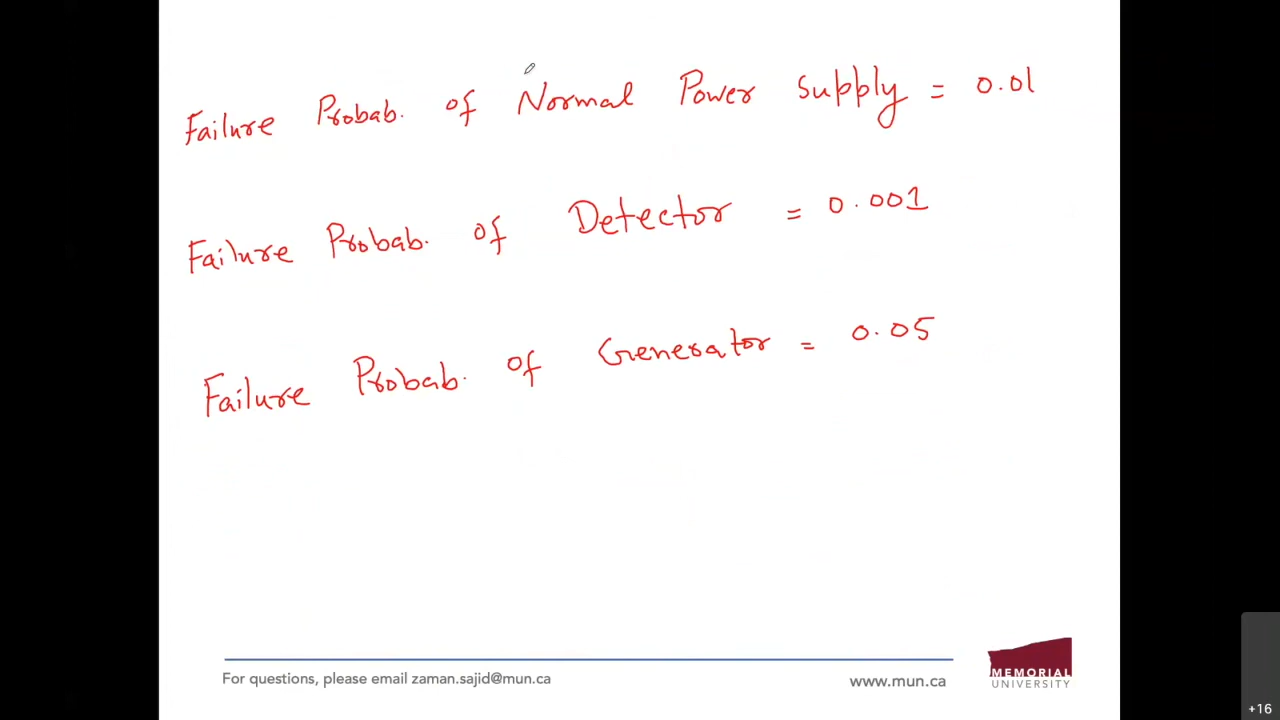 Failure Probab. of Normal Power Supply = 0.01
Failure Probab. of Detector = 0.001
Failure Probab. of Generator = 0.05
For questions, please email zaman.sajid@mun.ca
www.mun.ca
MEMORIAL
UNIVERSITY
+16